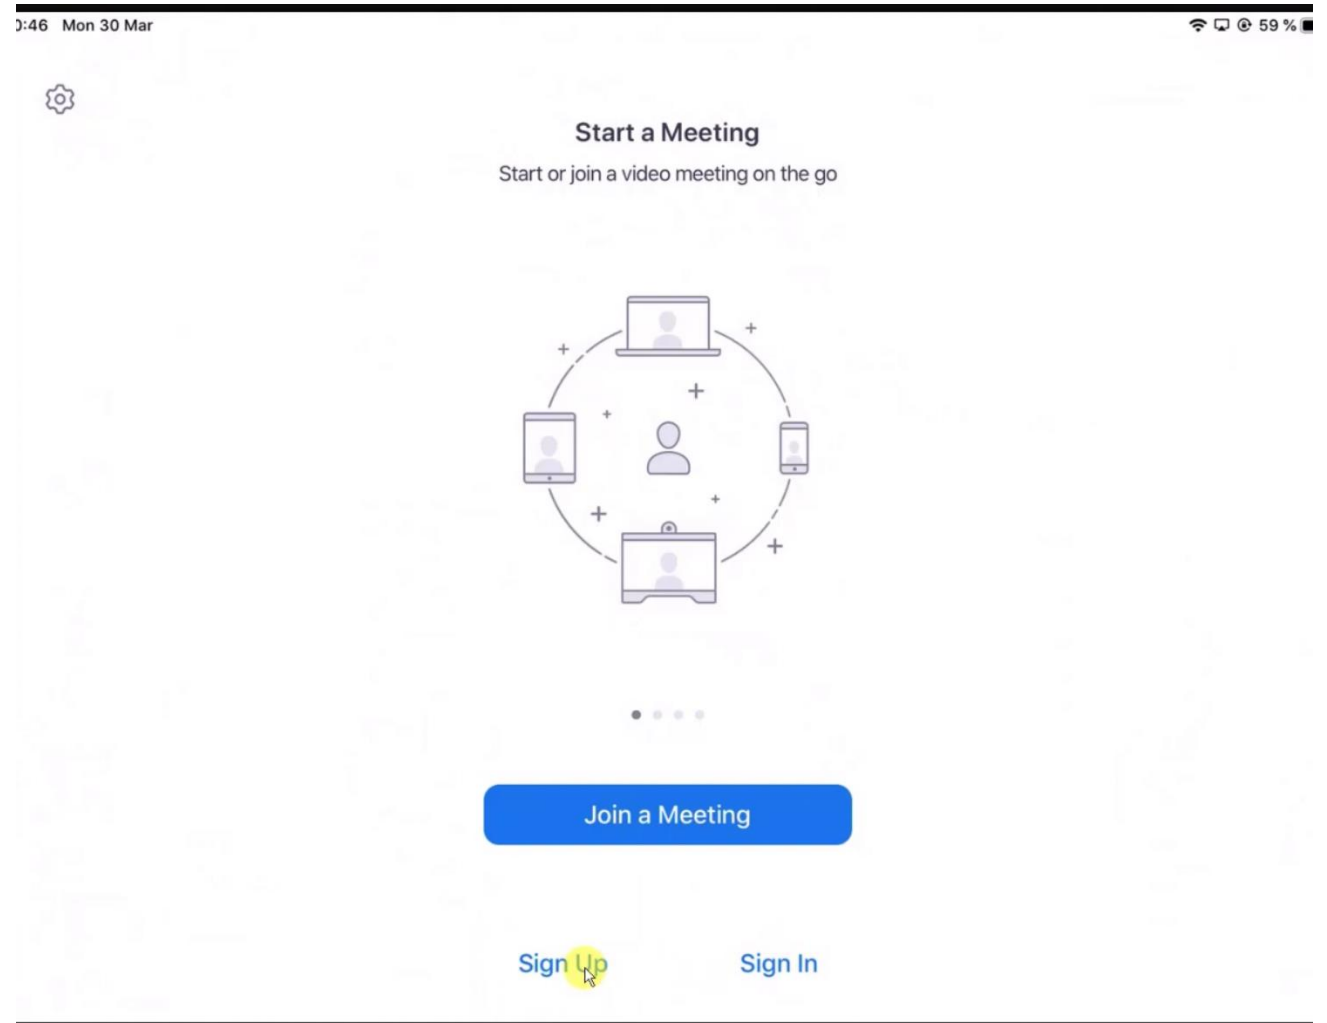 :46 Mon 30 Mar
59 %
Start a Meeting
Start or join a video meeting on the go
Join a Meeting
Sign Up
Sign In